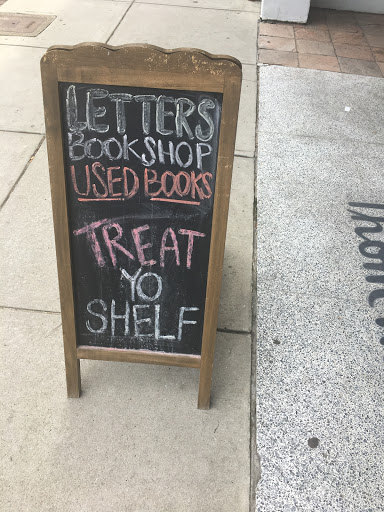 LETTERS
BOOKSHOP
USED BOOKS
TREAT
YO
SHELF